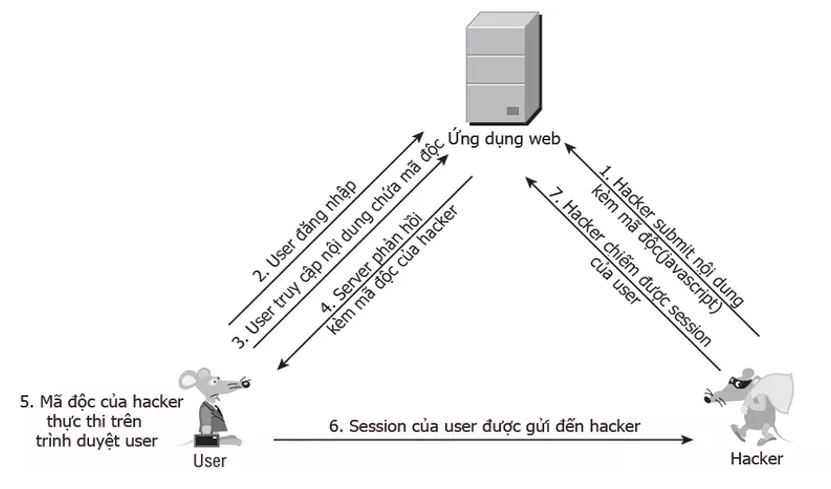 Ứng dụng web
1. Hacker submit nội dung
kèm mã độc(javascript)
2. User đăng nhập
3. User truy cập nội dung chứa mã độc
4. Server phản hồi
kèm mã độc của hacker
5. Mã độc của hacker
thực thi trên
trình duyệt user
6. Session của user được gửi đến hacker
7. Hacker chiếm được session
của user
User
Hacker